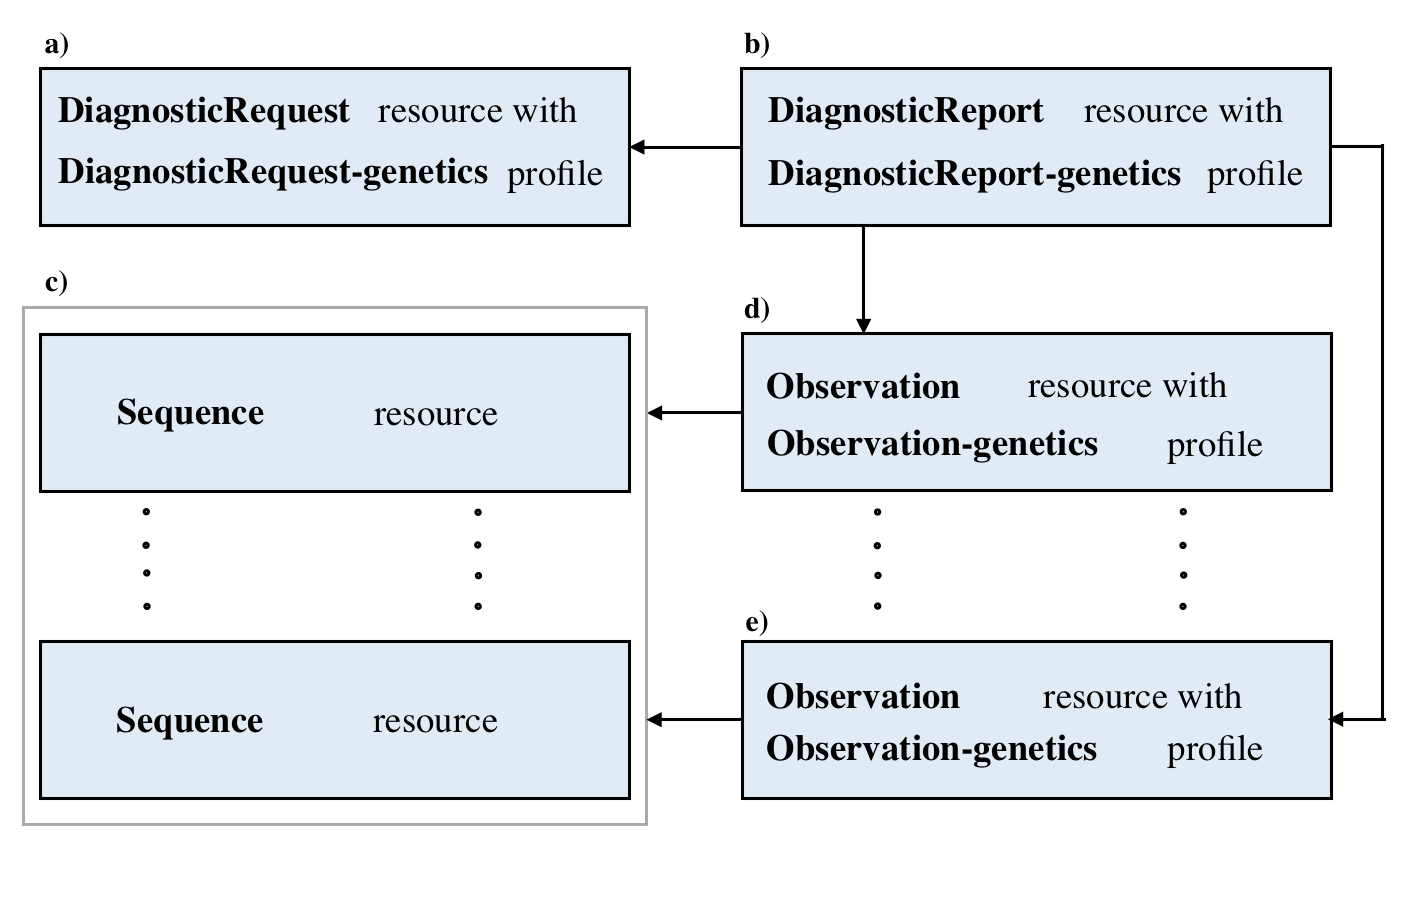 a)
DiagnosticRequest resource with
DiagnosticRequest-genetics profile
b)
DiagnosticReport resource with
DiagnosticReport-genetics profile
c)
Sequence resource
Sequence resource
d)
Observation resource with
Observation-genetics profile
e)
Observation resource with
Observation-genetics profile